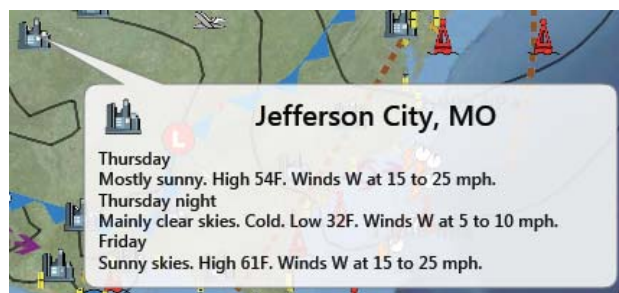 Jefferson City, MO
Thursday
Mostly sunny. High 54F. Winds W at 15 to 25 mph.
Thursday night
Mainly clear skies. Cold. Low 32F. Winds W at 5 to 10 mph.
Friday
Sunny skies. High 61F. Winds W at 15 to 25 mph.
L